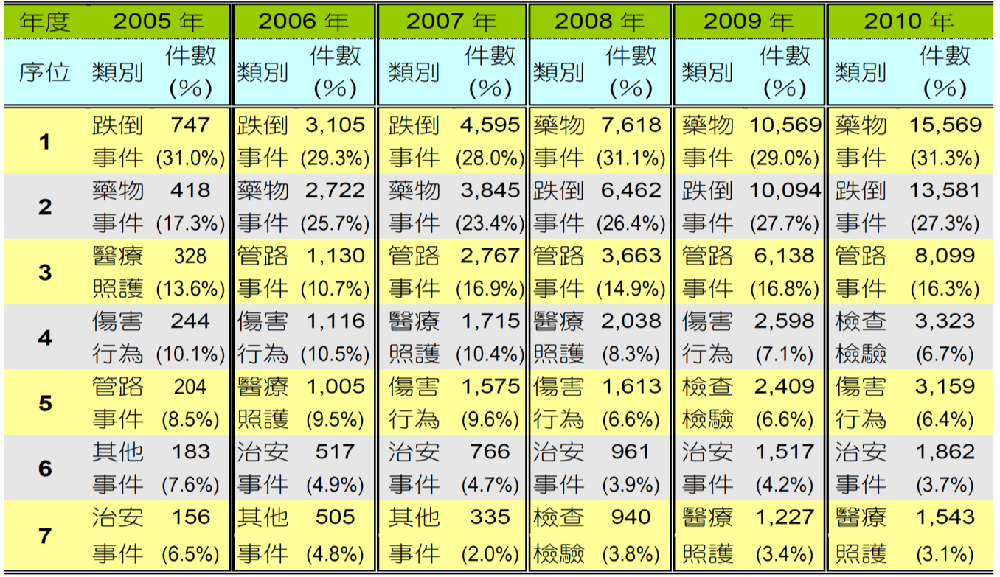 年度 2005 年 2006 年 2007 年 2008 年 2009 年 2010 年
序位 類別 件數 (%) 類別 件數 (%) 類別 件數 (%) 類別 件數 (%) 類別 件數 (%) 類別 件數 (%)
1 跌倒 747 跌倒 3,105 跌倒 4,595 藥物 7,618 藥物 10,569 藥物 15,569
事件 (31.0%) 事件 (29.3%) 事件 (28.0%) 事件 (31.1%) 事件 (29.0%) 事件 (31.3%)
2 藥物 418 藥物 2,722 藥物 3,845 跌倒 6,462 跌倒 10,094 跌倒 13,581
事件 (17.3%) 事件 (25.7%) 事件 (23.4%) 事件 (26.4%) 事件 (27.7%) 事件 (27.3%)
3 醫療 328 管路 1,130 管路 2,767 管路 3,663 管路 6,138 管路 8,099
照護 (13.6%) 事件 (10.7%) 事件 (16.9%) 事件 (14.9%) 事件 (16.8%) 事件 (16.3%)
4 傷害 244 傷害 1,116 醫療 1,715 醫療 2,038 傷害 2,598 檢查 3,323
行為 (10.1%) 行為 (10.5%) 照護 (10.4%) 照護 (8.3%) 行為 (7.1%) 檢驗 (6.7%)
5 管路 204 醫療 1,005 傷害 1,575 傷害 1,613 檢查 2,409 傷害 3,159
事件 (8.5%) 照護 (9.5%) 行為 (9.6%) 行為 (6.6%) 檢驗 (6.6%) 行為 (6.4%)
6 其他 183 治安 517 治安 766 治安 961 治安 1,517 治安 1,862
事件 (7.6%) 事件 (4.9%) 事件 (4.7%) 事件 (3.9%) 事件 (4.2%) 事件 (3.7%)
7 治安 156 其他 505 其他 335 檢查 940 醫療 1,227 醫療 1,543
事件 (6.5%) 事件 (4.8%) 事件 (2.0%) 檢驗 (3.8%) 照護 (3.4%) 照護 (3.1%)